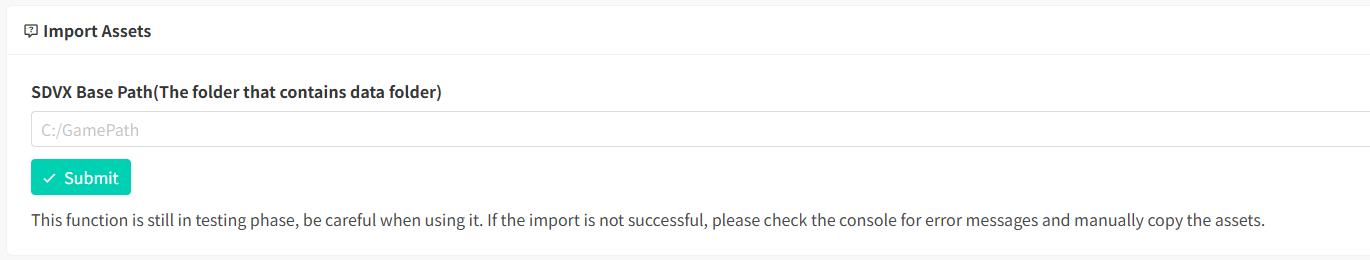 Import Assets
SDVX Base Path(The folder that contains data folder)
C:/GamePath
Submit
This function is still in testing phase, be careful when using it. If the import is not successful, please check the console for error messages and manually copy the assets.